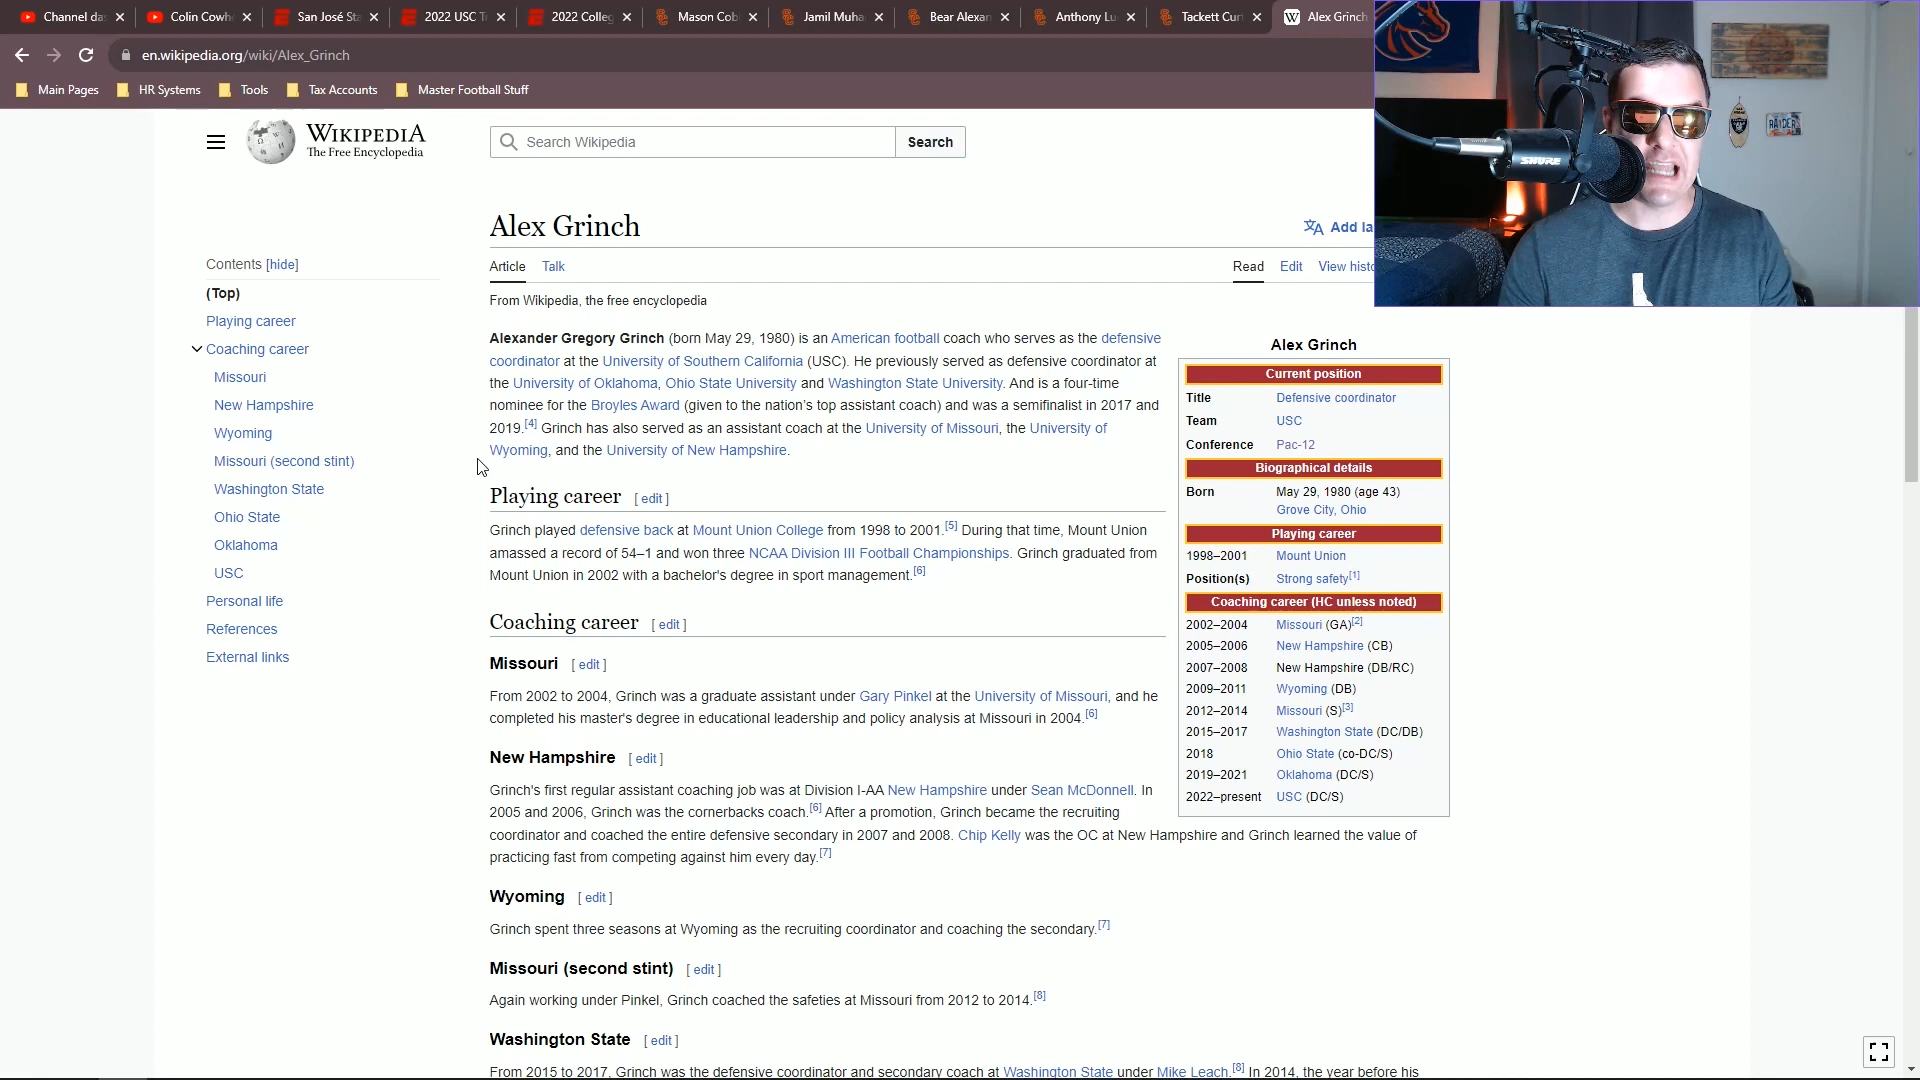 Channel da
Colin Cowh
San José Sta
2022 USC T
2022 Colleg
Mason Cob
Jamil Muha
Bear Alexan
Anthony Lu
Tackett Curt
Alex Grinch
en.wikipedia.org/wiki/Alex_Grinch
Main Pages
HR Systems
Tools
Tax Accounts
Master Football Stuff
WIKIPEDIA
The Free Encyclopedia
Search Wikipedia
Search
SHURE
RAIDERS
Alex Grinch
Add la
Article
Talk
Read
Edit
View histo
From Wikipedia, the free encyclopedia
Contents [hide]
(Top)
Playing career
Coaching career
Missouri
New Hampshire
Wyoming
Missouri (second stint)
Washington State
Ohio State
Oklahoma
USC
Personal life
References
External links
Alexander Gregory Grinch (born May 29, 1980) is an American football coach who serves as the defensive
coordinator at the University of Southern California (USC). He previously served as defensive coordinator at
the University of Oklahoma, Ohio State University and Washington State University. And is a four-time
nominee for the Broyles Award (given to the nation's top assistant coach) and was a semifinalist in 2017 and
2019.[4] Grinch has also served as an assistant coach at the University of Missouri, the University of
Wyoming, and the University of New Hampshire.
Playing career [ edit ]
Grinch played defensive back at Mount Union College from 1998 to 2001.[5] During that time, Mount Union
amassed a record of 54–1 and won three NCAA Division III Football Championships. Grinch graduated from
Mount Union in 2002 with a bachelor's degree in sport management.[6]
Coaching career [ edit ]
Missouri [ edit ]
From 2002 to 2004, Grinch was a graduate assistant under Gary Pinkel at the University of Missouri, and he
completed his master's degree in educational leadership and policy analysis at Missouri in 2004.[6]
New Hampshire [ edit ]
Grinch's first regular assistant coaching job was at Division I-AA New Hampshire under Sean McDonnell. In
2005 and 2006, Grinch was the cornerbacks coach.[6] After a promotion, Grinch became the recruiting
coordinator and coached the entire defensive secondary in 2007 and 2008. Chip Kelly was the OC at New Hampshire and Grinch learned the value of
practicing fast from competing against him every day.[7]
Wyoming [ edit ]
Grinch spent three seasons at Wyoming as the recruiting coordinator and coaching the secondary.[7]
Missouri (second stint) [ edit ]
Again working under Pinkel, Grinch coached the safeties at Missouri from 2012 to 2014.[8]
Washington State [ edit ]
From 2015 to 2017, Grinch was the defensive coordinator and secondary coach at Washington State under Mike Leach.[8] In 2014, the year before his
Alex Grinch
Current position
Title Defensive coordinator
Team USC
Conference Pac-12
Biographical details
Born May 29, 1980 (age 43)
Grove City, Ohio
Playing career
1998–2001 Mount Union
Position(s) Strong safety[1]
Coaching career (HC unless noted)
2002–2004 Missouri (GA)[2]
2005–2006 New Hampshire (CB)
2007–2008 New Hampshire (DB/RC)
2009–2011 Wyoming (DB)
2012–2014 Missouri (S)[3]
2015–2017 Washington State (DC/DB)
2018 Ohio State (co-DC/S)
2019–2021 Oklahoma (DC/S)
2022–present USC (DC/S)